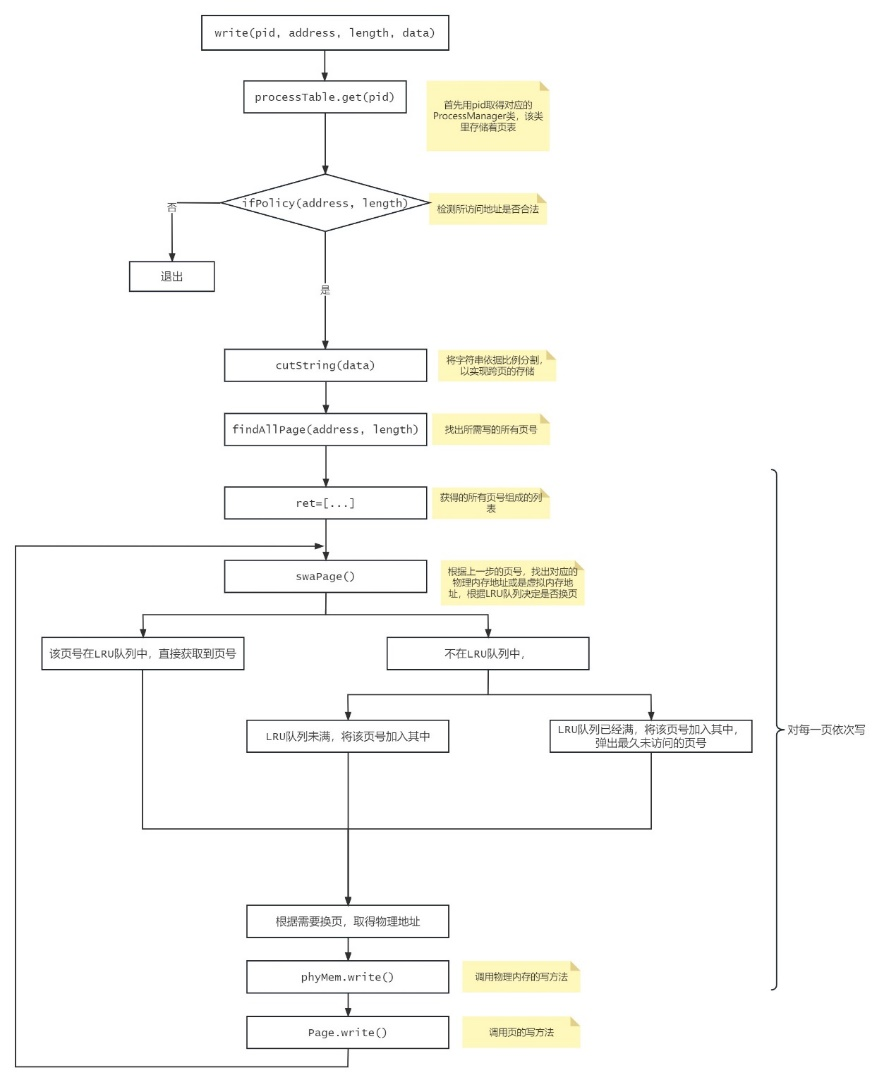 write(pid, address, length, data)
processTable.get(pid)
首先用pid取得对应的
ProcessManager类，该类
里存储着页表
ifPolicy(address, length)
检测所访问地址是否合法
否
退出
是
cutString(data)
将字符串依据比例分割，
以实现跨页的存储
findAllPage(address, length)
找出所需写的所有页号
ret=[...]
获得的所有页号组成的列
表
swaPage()
根据上一步的页号，找出对应的
物理内存地址或是虚拟内存地
址，根据LRU队列决定是否换页
该页号在LRU队列中，直接获取到页号
不在LRU队列中，
LRU队列未满，将该页号加入其中
LRU队列已经满，将该页号加入其中，
弹出最久未访问的页号
对每一页依次写
根据需要换页，取得物理地址
phyMem.write()
调用物理内存的写方法
Page.write()
调用页的写方法